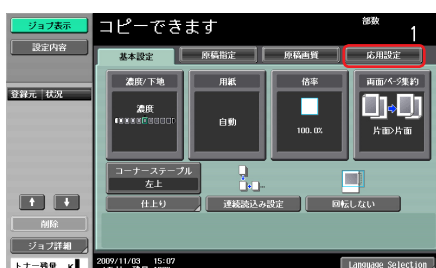 ジョブ表示
コピーできます
部数
1
設定内容
基本設定
原稿指定
原稿画質
応用設定
濃度/下地
用紙
倍率
両面/ページ集約
登録元
状況
濃度
自動
100. 0%
片面>片面
コーナーステープル
左上
仕上り
連続読込み設定
回転しない
削除
ジョブ詳細
2009/11/03 15:07
Language Selection
トナー残量 K